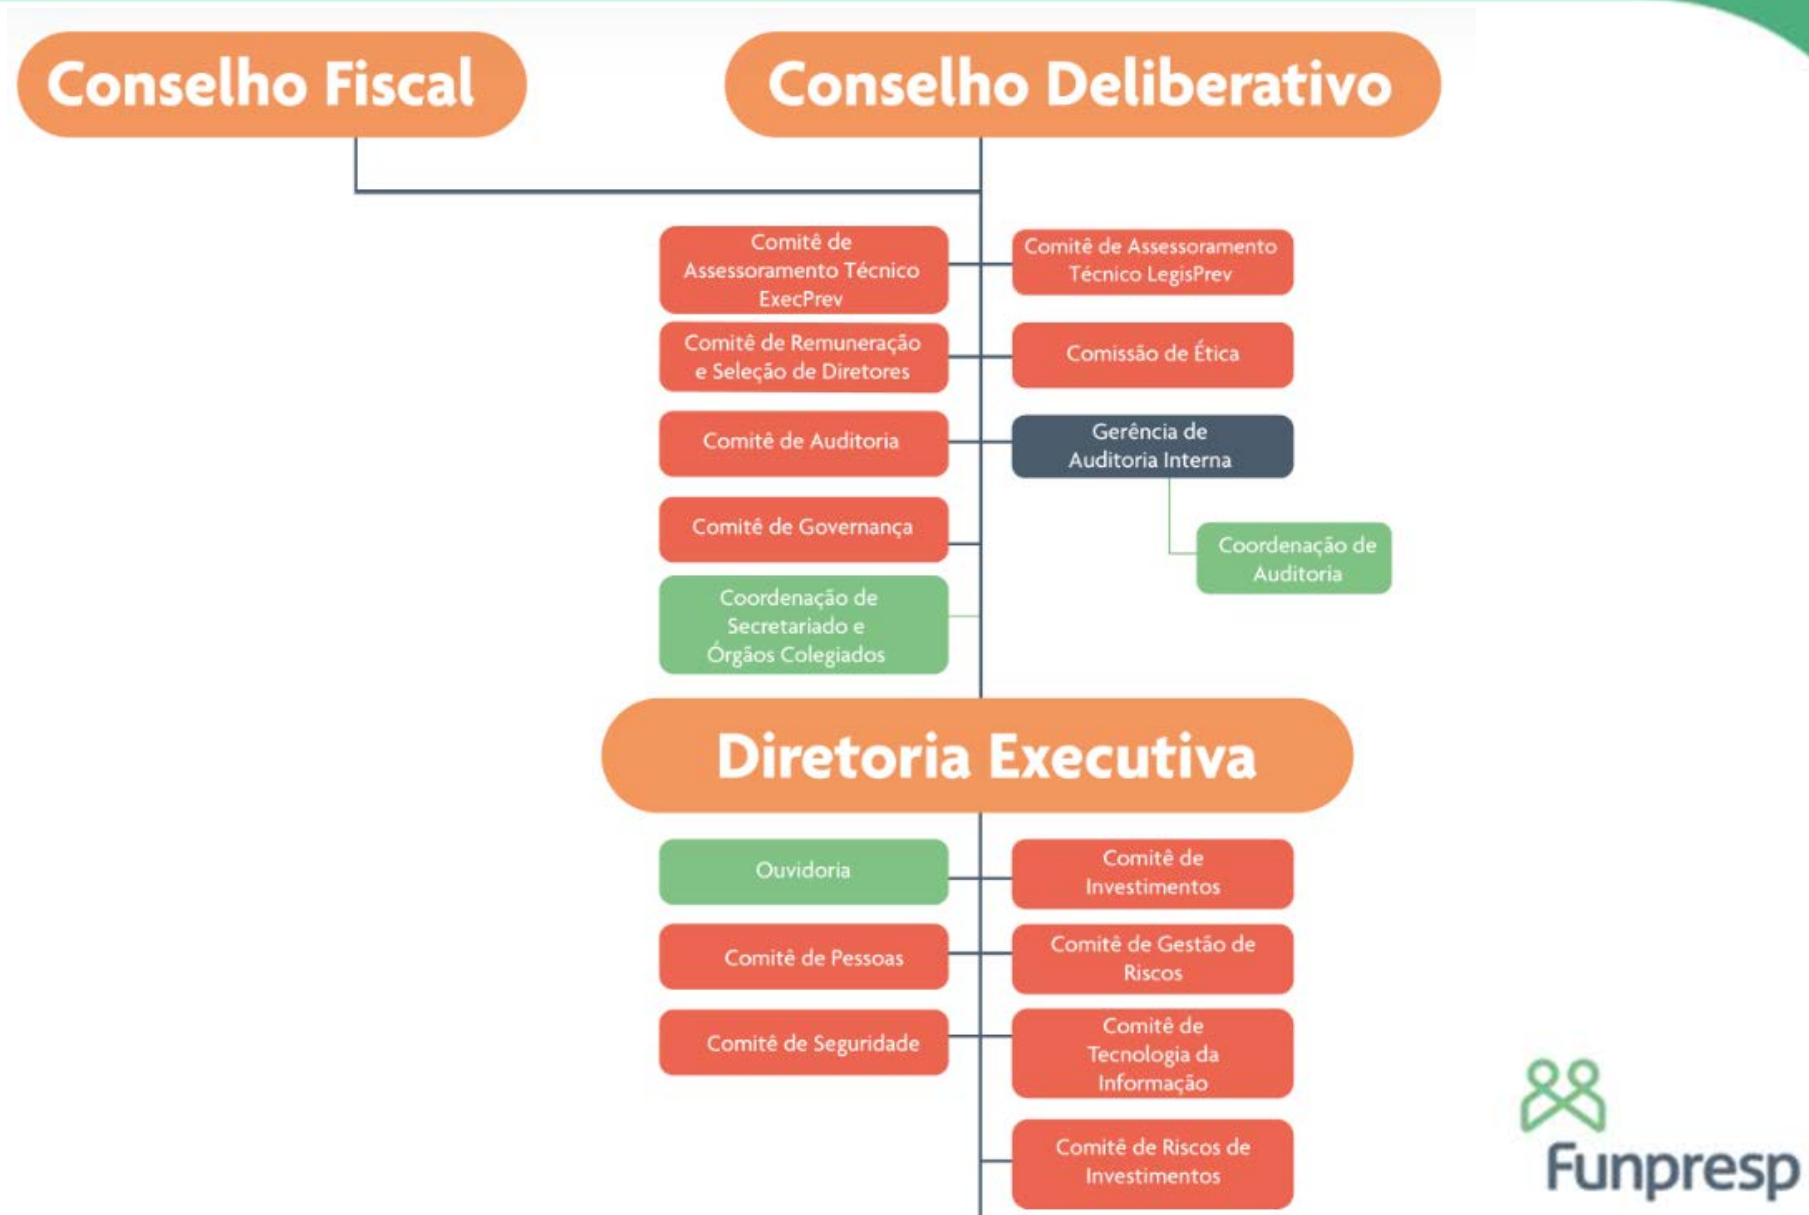 Conselho Fiscal
Conselho Deliberativo
Comitê de
Assessoramento Técnico
ExecPrev
Comitê de Assessoramento
Técnico LegisPrev
Comitê de Remuneração
e Seleção de Diretores
Comissão de Ética
Comitê de Auditoria
Gerência de
Auditoria Interna
Comitê de Governança
Coordenação de
Auditoria
Coordenação de
Secretariado e
Órgãos Colegiados
Diretoria Executiva
Ouvidoria
Comitê de
Investimentos
Comitê de Pessoas
Comitê de Gestão de
Riscos
Comitê de Seguridade
Comitê de
Tecnologia da
Informação
Comitê de Riscos de
Investimentos
Funpresp